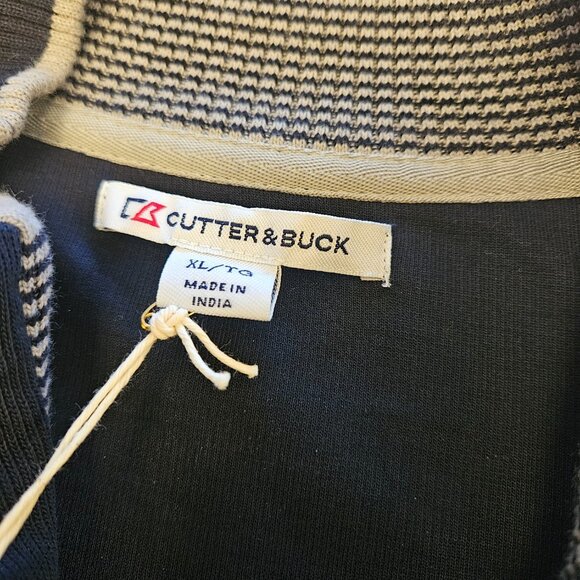 CUTTER & BUCK
XL/TG
MADE IN
INDIA